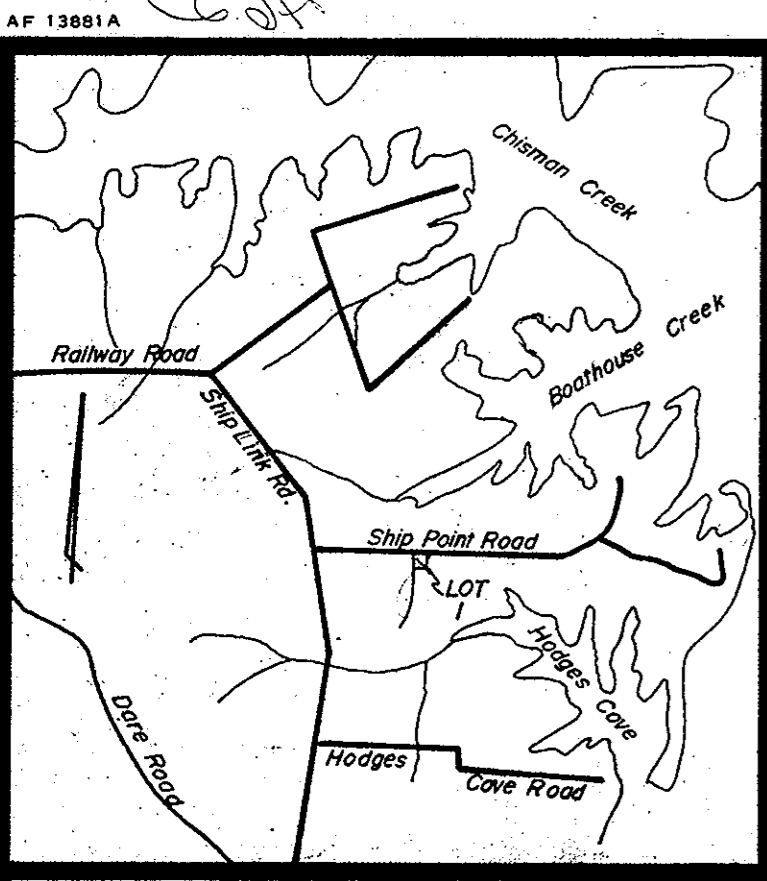 AF 13881A
Chisman Creek
Boathouse Creek
Railway Road
Ship Link Rd.
Ship Point Road
LOT
1
Hodges Cove
Dare Road
Hodges
Cove Road